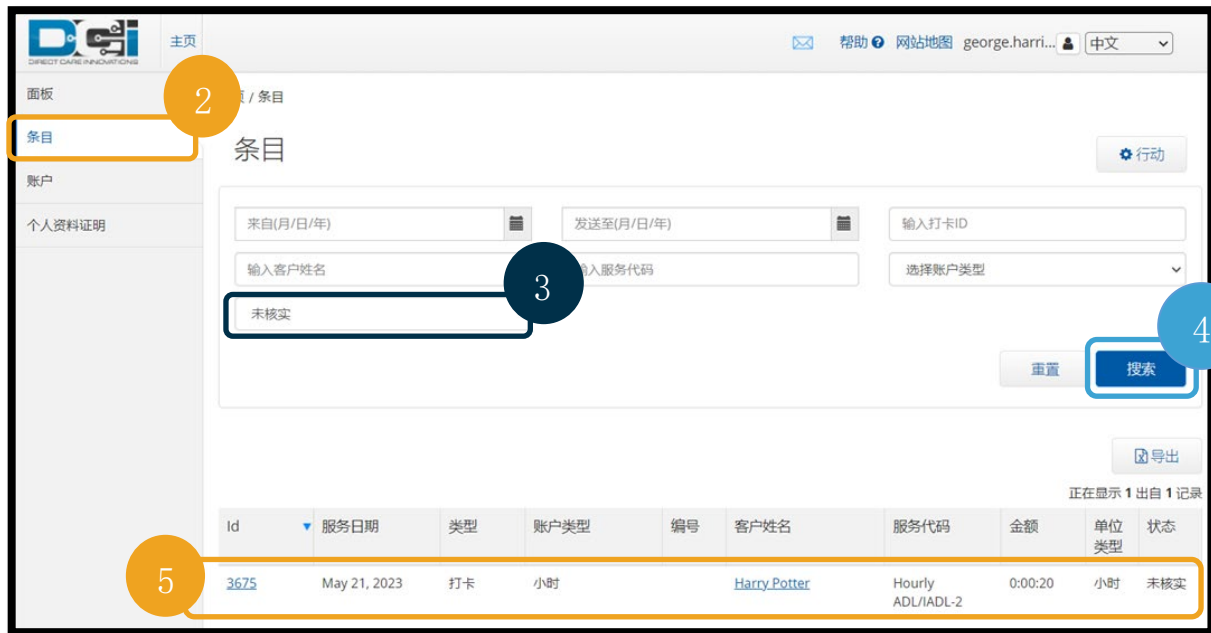 DCI
DIRECT CARE INNOVATIONS
主页
帮助
网站地图
george.harri...
中文
面板
2
/ 条目
条目
条目
行动
账户
个人资料证明
来自(月/日/年)
发送至(月/日/年)
输入打卡ID
输入客户姓名
入服务代码
选择账户类型
3
未核实
4
重置
搜索
导出
正在显示 1 出自 1 记录
Id 服务日期 类型 账户类型 编号 客户姓名 服务代码 金额 单位类型 状态
5
3675 May 21, 2023 打卡 小时 Harry Potter Hourly ADL/IADL-2 0:00:20 小时 未核实